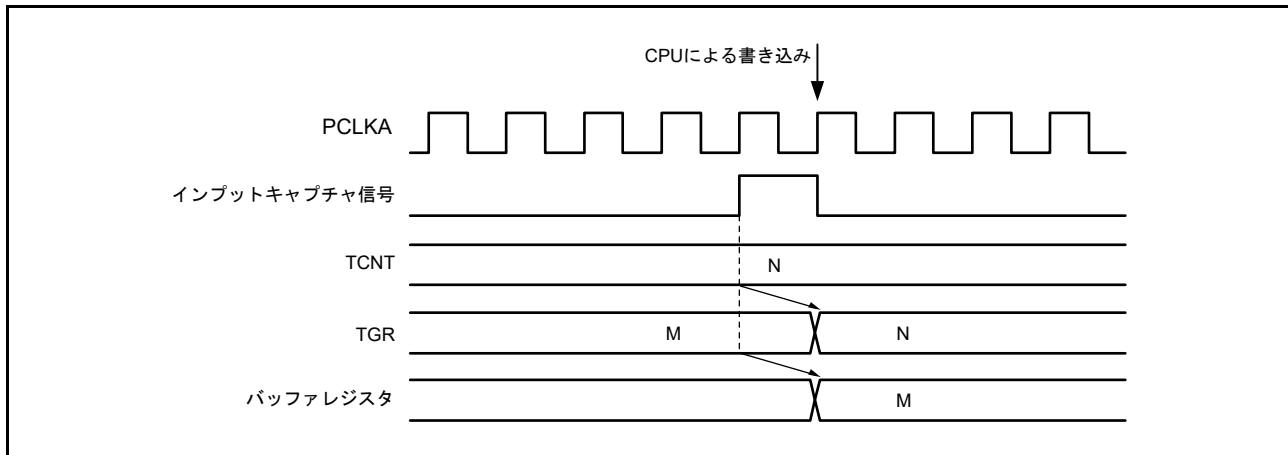 CPUによる書き込み
PCLKA
インプットキャプチャ信号
TCNT
N
TGR
M
N
バッファレジスタ
M